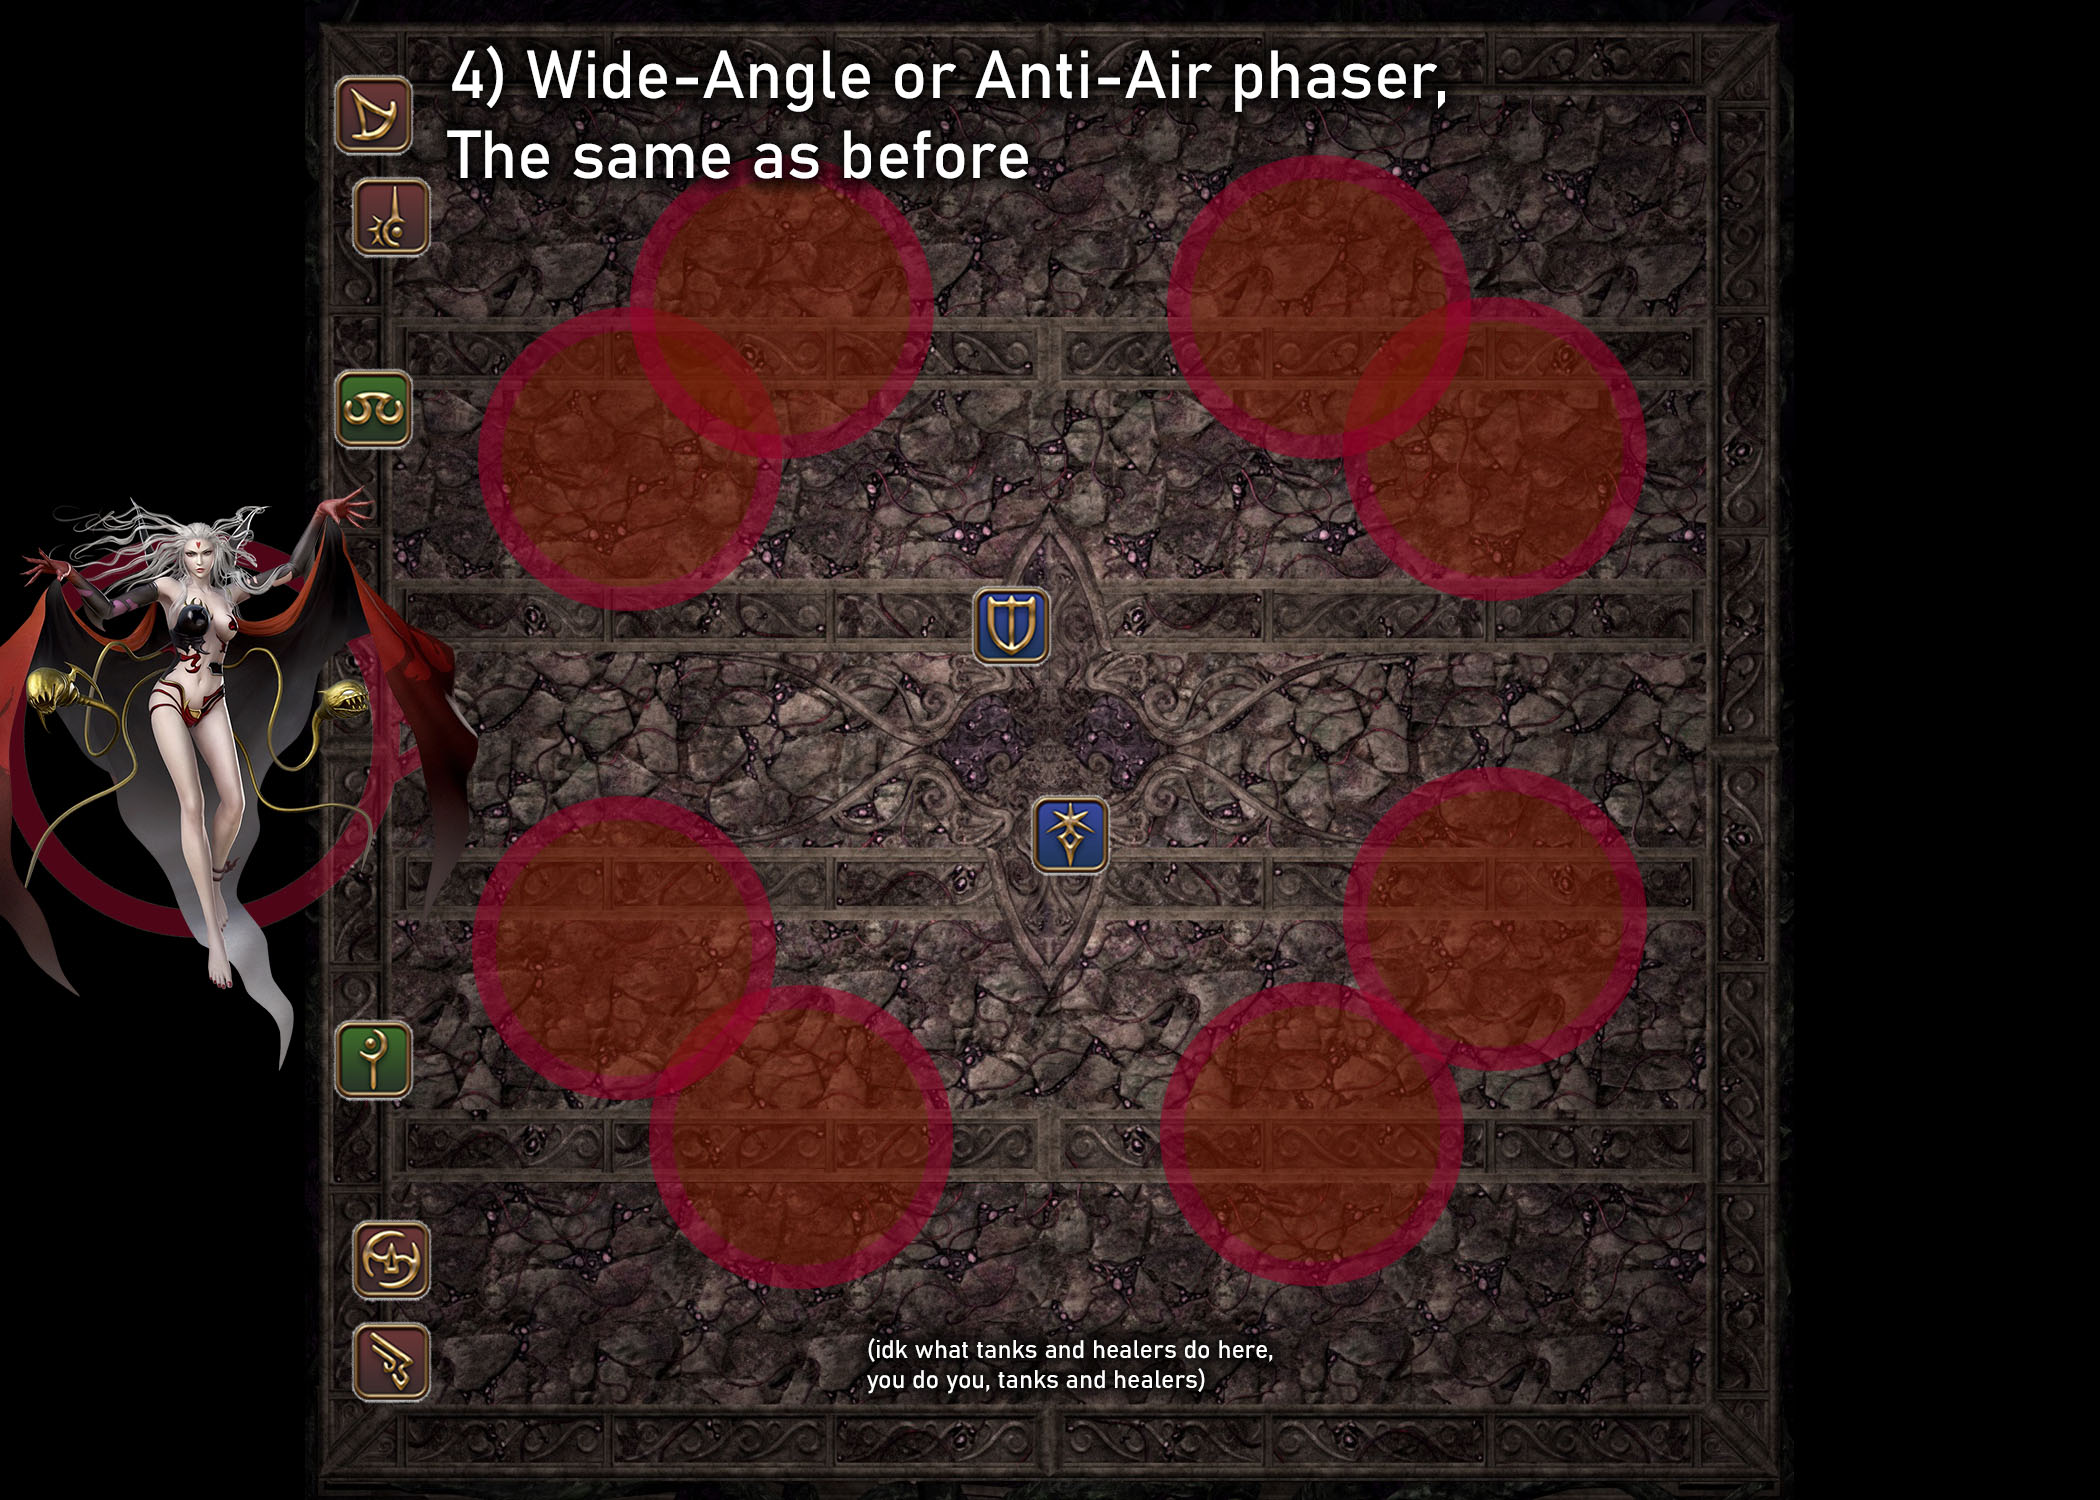 4) Wide-Angle or Anti-Air phaser,
The same as before
(idk what tanks and healers do here,
you do you, tanks and healers)